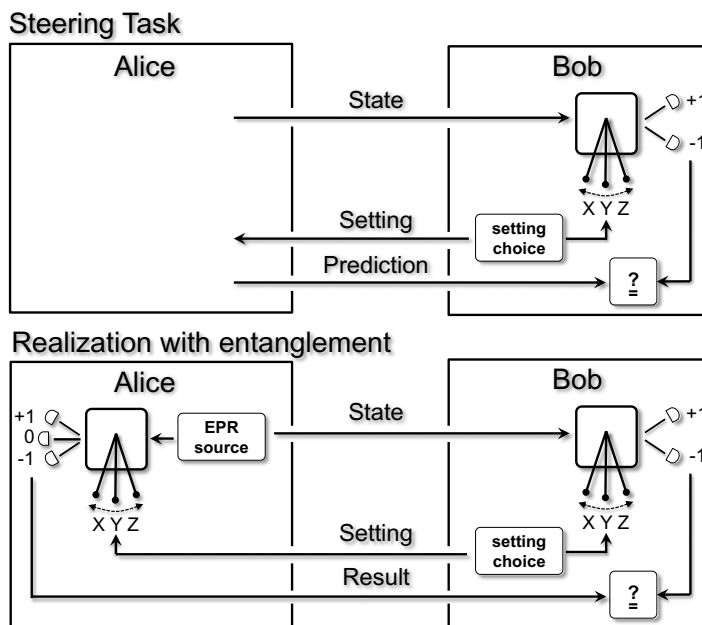 Steering Task
Alice
Bob
State
+1
-1
X Y Z
Setting
setting
choice
Prediction
?
=
Realization with entanglement
Alice
Bob
+1
0
-1
EPR
source
State
+1
-1
X Y Z
X Y Z
Setting
setting
choice
Result
?
=